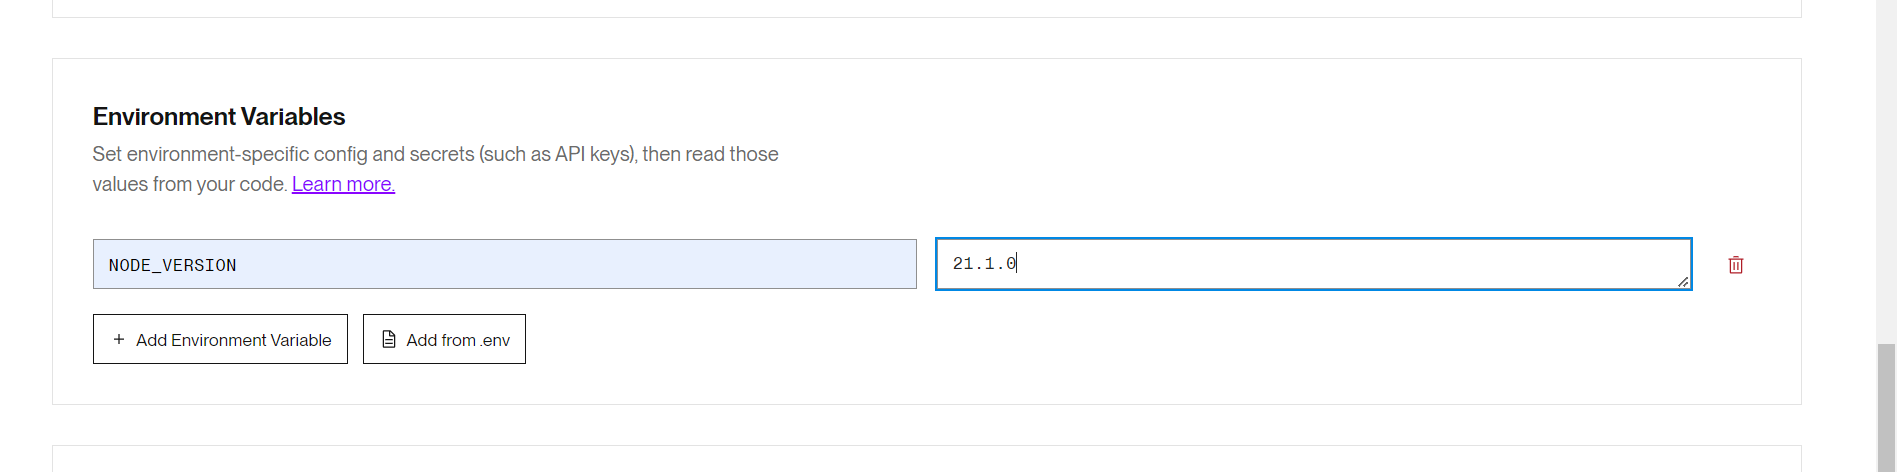 Environment Variables
Set environment-specific config and secrets (such as API keys), then read those
values from your code. Learn more.
NODE_VERSION
21.1.0
+ Add Environment Variable
Add from .env